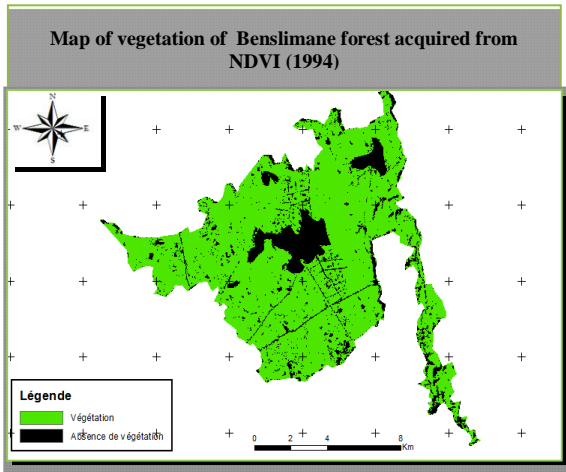 Map of vegetation of Benslimane forest acquired from
NDVI (1994)
N
W E
S
Légende
Végétation
Absence de végétation
0 2 4 8
Km